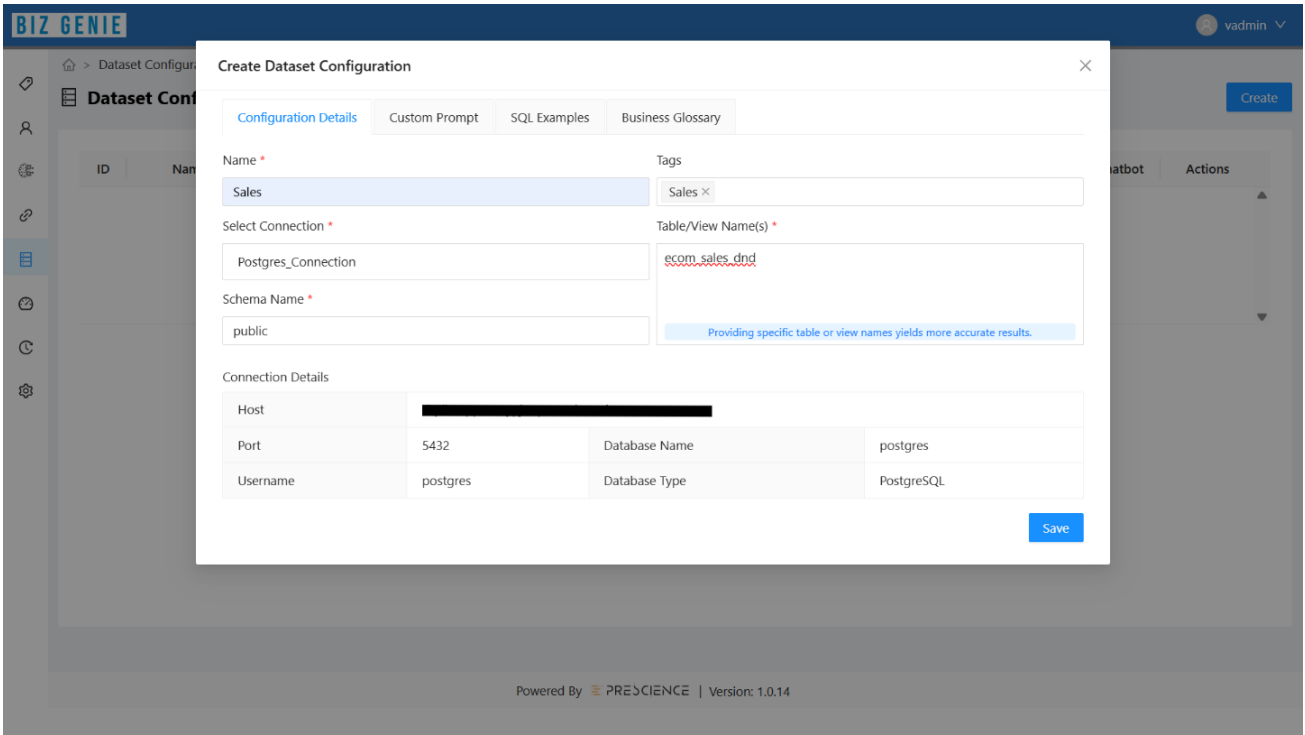 BIZ GENIE
vadmin
> Dataset Configur
Dataset Conf
Create
ID Nam atbot Actions
Create Dataset Configuration
Configuration Details Custom Prompt SQL Examples Business Glossary
Name * Tags
Sales Sales ×
Select Connection * Table/View Name(s) *
Postgres_Connection ecom_sales_dnd
Schema Name *
public Providing specific table or view names yields more accurate results.
Connection Details
Host
Port 5432 Database Name postgres
Username postgres Database Type PostgreSQL
Save
Powered By PRESCIENCE | Version: 1.0.14